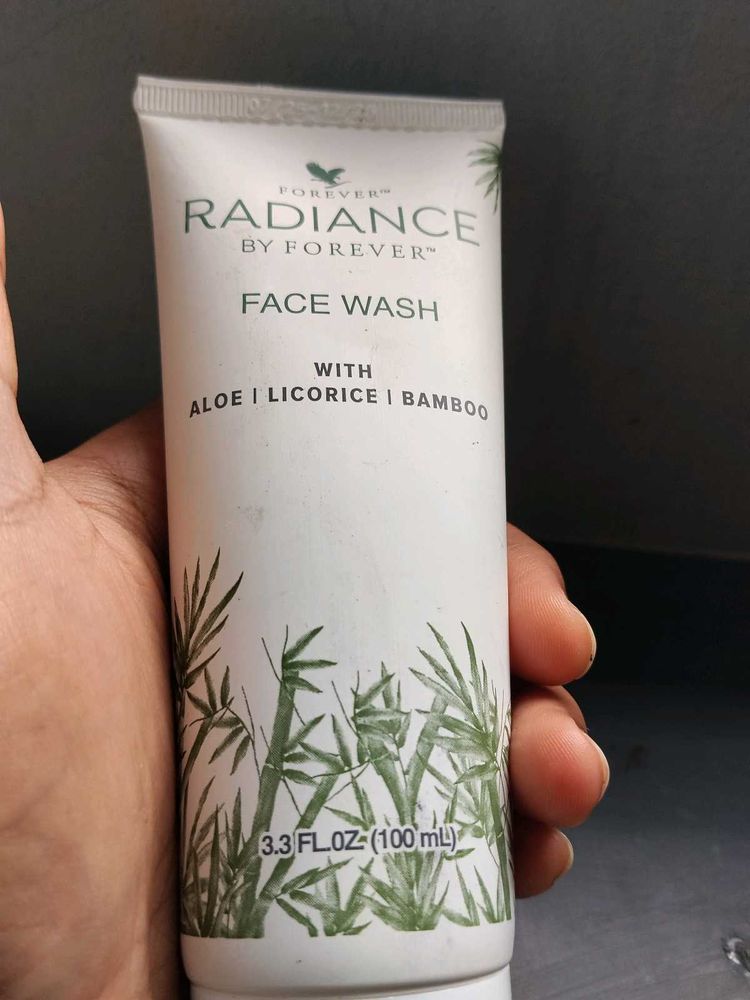 FOREVER™
RADIANCE
BY FOREVER™
FACE WASH
WITH
ALOE | LICORICE | BAMBOO
3.3 FL.OZ. (100 mL)